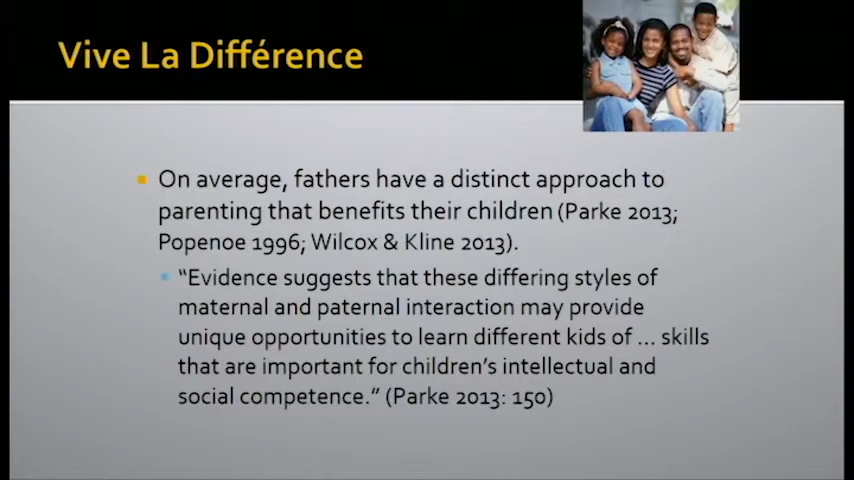 Vive La Différence
On average, fathers have a distinct approach to
parenting that benefits their children (Parke 2013;
Popenoe 1996; Wilcox & Kline 2013).
“Evidence suggests that these differing styles of
maternal and paternal interaction may provide
unique opportunities to learn different kids of ... skills
that are important for children’s intellectual and
social competence.” (Parke 2013: 150)